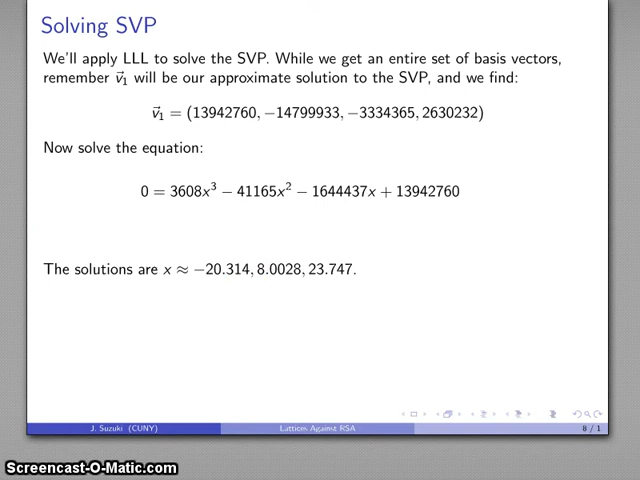 Solving SVP
We'll apply LLL to solve the SVP. While we get an entire set of basis vectors,
remember v⃗₁ will be our approximate solution to the SVP, and we find:
v⃗₁ = (13942760, −14799933, −3334365, 2630232)
Now solve the equation:
0 = 3608x³ − 41165x² − 1644437x + 13942760
The solutions are x ≈ −20.314, 8.0028, 23.747.
J. Suzuki (CUNY) Lattices Against RSA 8 / 1
Screencast-O-Matic.com